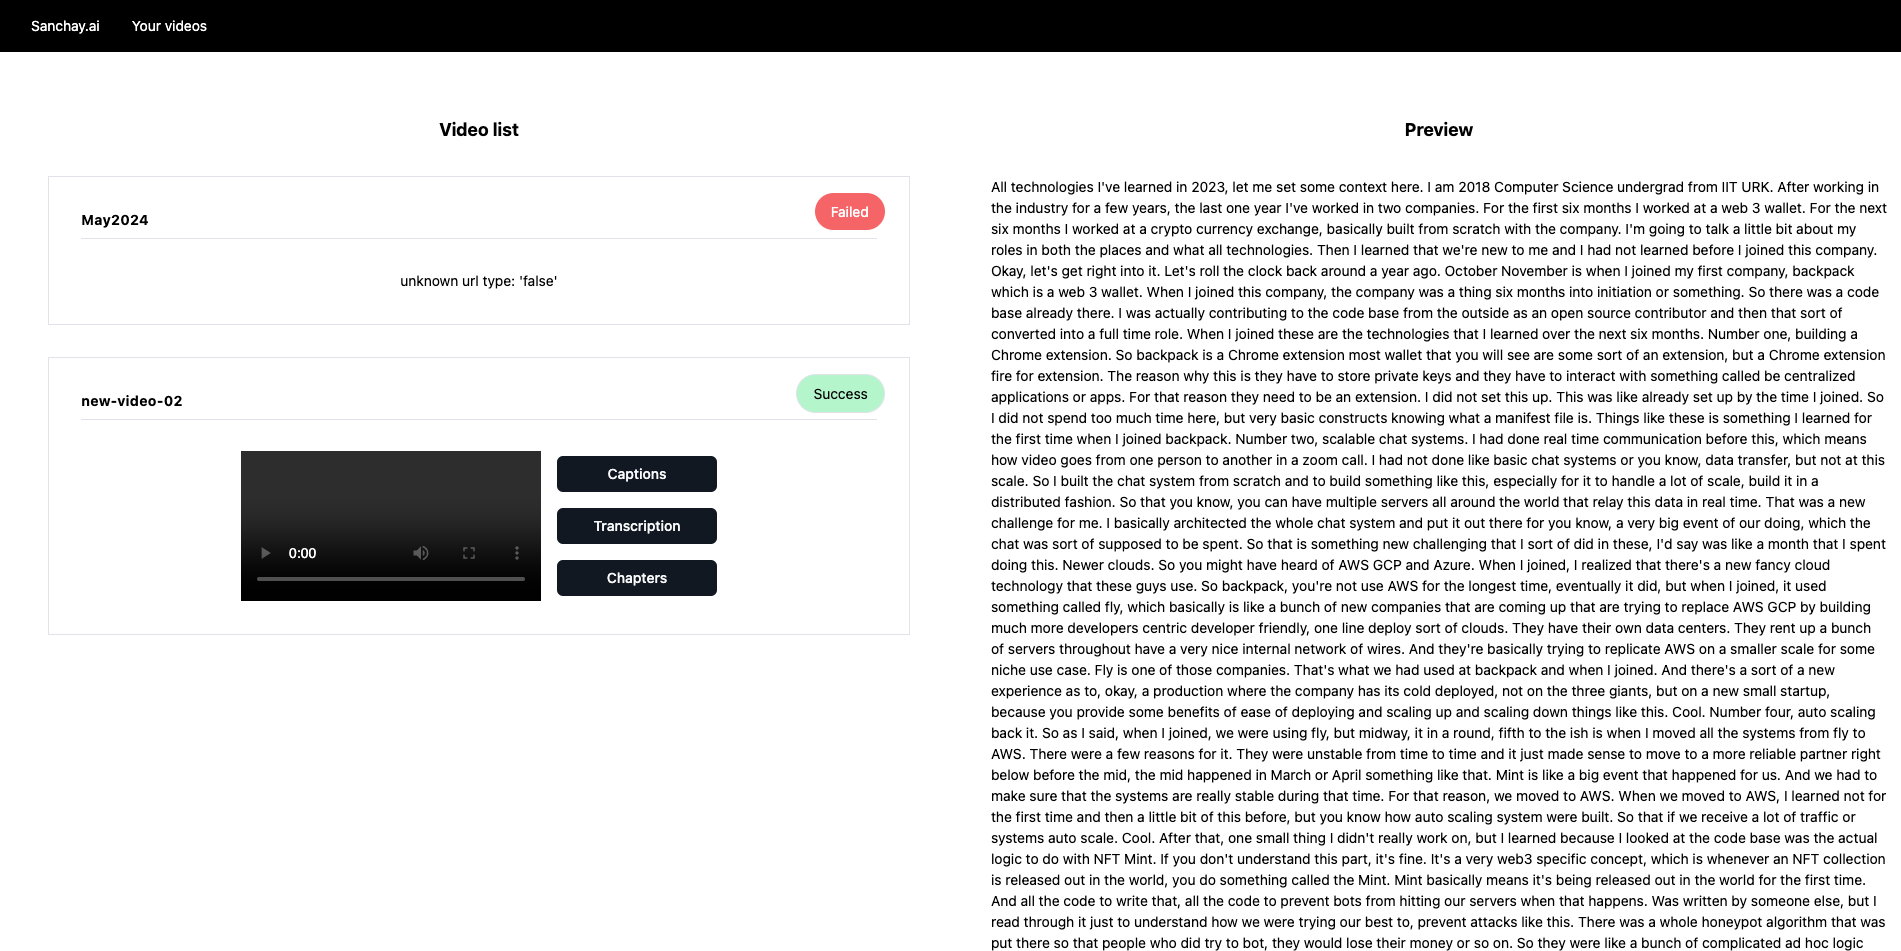 Sanchay.ai
Your videos
Video list
May2024
Failed
unknown url type: 'false'
new-video-02
Success
0:00
Captions
Transcription
Chapters
Preview
All technologies I've learned in 2023, let me set some context here. I am 2018 Computer Science undergrad from IIT URK. After working in
the industry for a few years, the last one year I've worked in two companies. For the first six months I worked at a web 3 wallet. For the next
six months I worked at a crypto currency exchange, basically built from scratch with the company. I'm going to talk a little bit about my
roles in both the places and what all technologies. Then I learned that we're new to me and I had not learned before I joined this company.
Okay, let's get right into it. Let's roll the clock back around a year ago. October November is when I joined my first company, backpack
which is a web 3 wallet. When I joined this company, the company was a thing six months into initiation or something. So there was a code
base already there. I was actually contributing to the code base from the outside as an open source contributor and then that sort of
converted into a full time role. When I joined these are the technologies that I learned over the next six months. Number one, building a
Chrome extension. So backpack is a Chrome extension most wallet that you will see are some sort of an extension, but a Chrome extension
fire for extension. The reason why this is they have to store private keys and they have to interact with something called be centralized
applications or apps. For that reason they need to be an extension. I did not set this up. This was like already set up by the time I joined. So
I did not spend too much time here, but very basic constructs knowing what a manifest file is. Things like these is something I learned for
the first time when I joined backpack. Number two, scalable chat systems. I had done real time communication before this, which means
how video goes from one person to another in a zoom call. I had not done like basic chat systems or you know, data transfer, but not at this
scale. So I built the chat system from scratch and to build something like this, especially for it to handle a lot of scale, build it in a
distributed fashion. So that you know, you can have multiple servers all around the world that relay this data in real time. That was a new
challenge for me. I basically architected the whole chat system and put it out there for you know, a very big event of our doing, which the
chat was sort of supposed to be spent. So that is something new challenging that I sort of did in these, I'd say was like a month that I spent
doing this. Newer clouds. So you might have heard of AWS GCP and Azure. When I joined, I realized that there's a new fancy cloud
technology that these guys use. So backpack, you're not use AWS for the longest time, eventually it did, but when I joined, it used
something called fly, which basically is like a bunch of new companies that are coming up that are trying to replace AWS GCP by building
much more developers centric developer friendly, one line deploy sort of clouds. They have their own data centers. They rent up a bunch
of servers throughout have a very nice internal network of wires. And they're basically trying to replicate AWS on a smaller scale for some
niche use case. Fly is one of those companies. That's what we had used at backpack and when I joined. And there's a sort of a new
experience as to, okay, a production where the company has its cold deployed, not on the three giants, but on a new small startup,
because you provide some benefits of ease of deploying and scaling up and scaling down things like this. Cool. Number four, auto scaling
back it. So as I said, when I joined, we were using fly, but midway, it in a round, fifth to the ish is when I moved all the systems from fly to
AWS. There were a few reasons for it. They were unstable from time to time and it just made sense to move to a more reliable partner right
below before the mid, the mid happened in March or April something like that. Mint is like a big event that happened for us. And we had to
make sure that the systems are really stable during that time. For that reason, we moved to AWS. When we moved to AWS, I learned not for
the first time and then a little bit of this before, but you know how auto scaling system were built. So that if we receive a lot of traffic or
systems auto scale. Cool. After that, one small thing I didn't really work on, but I learned because I looked at the code base was the actual
logic to do with NFT Mint. If you don't understand this part, it's fine. It's a very web3 specific concept, which is whenever an NFT collection
is released out in the world, you do something called the Mint. Mint basically means it's being released out in the world for the first time.
And all the code to write that, all the code to prevent bots from hitting our servers when that happens. Was written by someone else, but I
read through it just to understand how we were trying our best to, prevent attacks like this. There was a whole honeypot algorithm that was
put there so that people who did try to bot, they would lose their money or so on. So they were like a bunch of complicated ad hoc logic